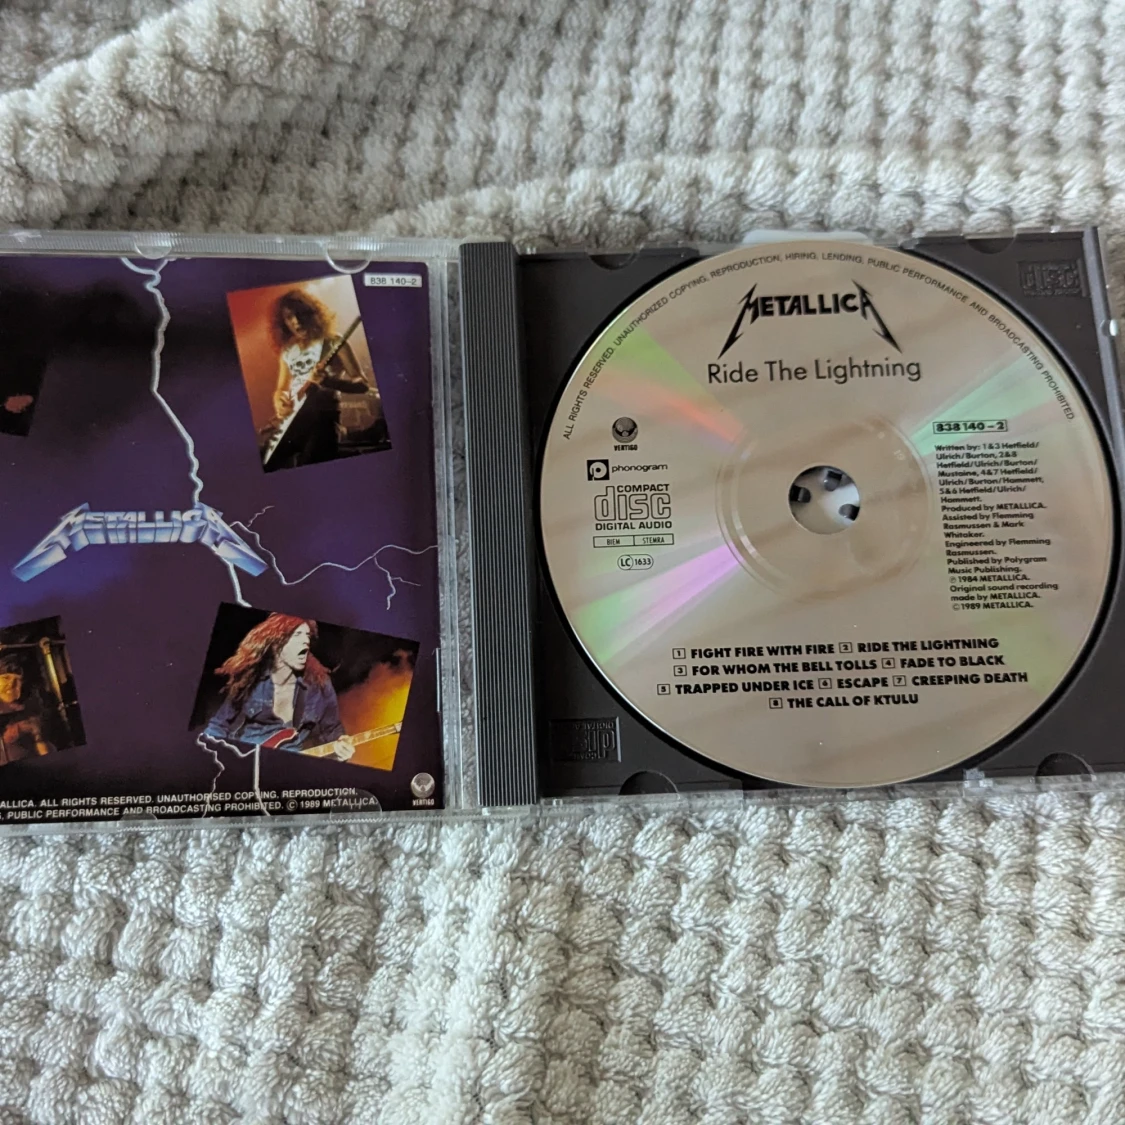 838 140-2
METALLICA
ALLICA. ALL RIGHTS RESERVED. UNAUTHORISED COPYING, REPRODUCTION,
, PUBLIC PERFORMANCE AND BROADCASTING PROHIBITED. © 1989 METALLICA
VERTIGO
ALL RIGHTS RESERVED. UNAUTHORIZED COPYING, REPRODUCTION, HIRING, LENDING, PUBLIC PERFORMANCE AND BROADCASTING PROHIBITED
METALLICA
Ride The Lightning
VERTIGO
phonogram
COMPACT
disc
DIGITAL AUDIO
BIEM STEMRA
LC 1633
838 140-2
Written by: 1&3 Hetfield/
Ulrich/Burton, 2&8
Hetfield/Ulrich/Burton/
Mustaine, 4&7 Hetfield/
Ulrich/Burton/Hammett,
5&6 Hetfield/Ulrich/
Hammett.
Produced by METALLICA.
Assisted by Flemming
Rasmussen & Mark
Whitaker.
Engineered by Flemming
Rasmussen.
Published by Polygram
Music Publishing.
℗ 1984 METALLICA.
Original sound recording
made by METALLICA.
© 1989 METALLICA.
1 FIGHT FIRE WITH FIRE 2 RIDE THE LIGHTNING
3 FOR WHOM THE BELL TOLLS 4 FADE TO BLACK
5 TRAPPED UNDER ICE 6 ESCAPE 7 CREEPING DEATH
8 THE CALL OF KTULU
disc